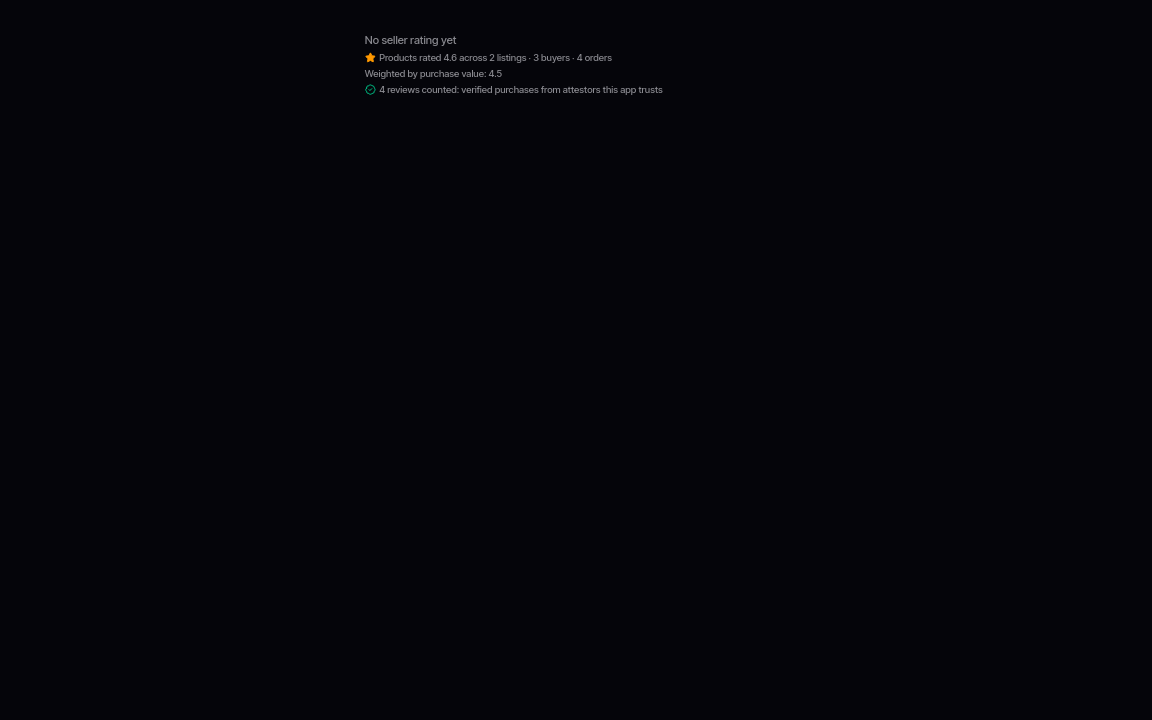 No seller rating yet
Products rated 4.6 across 2 listings · 3 buyers · 4 orders
Weighted by purchase value: 4.5
4 reviews counted: verified purchases from attestors this app trusts